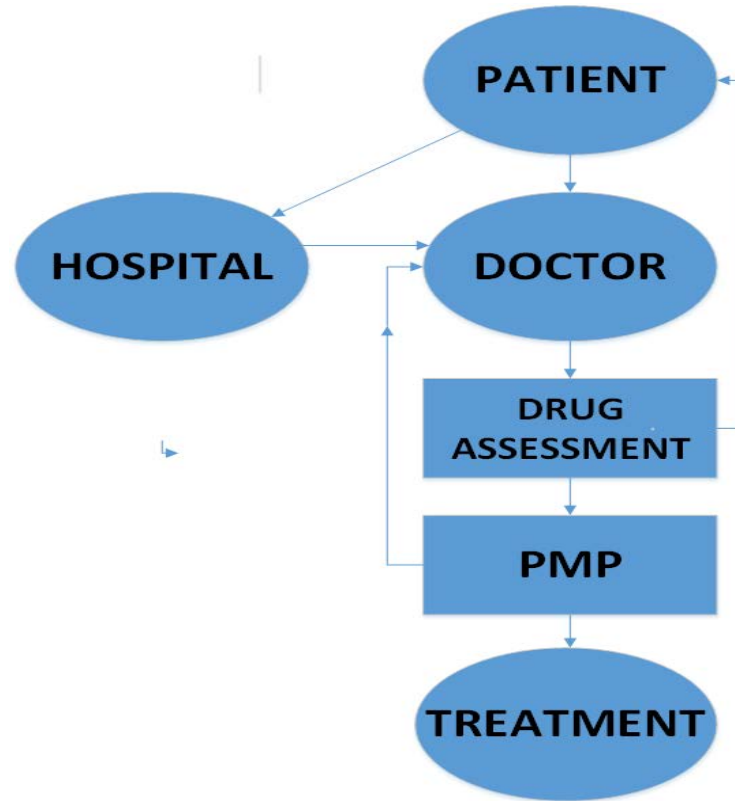 PATIENT
HOSPITAL
DOCTOR
DRUG
ASSESSMENT
PMP
TREATMENT